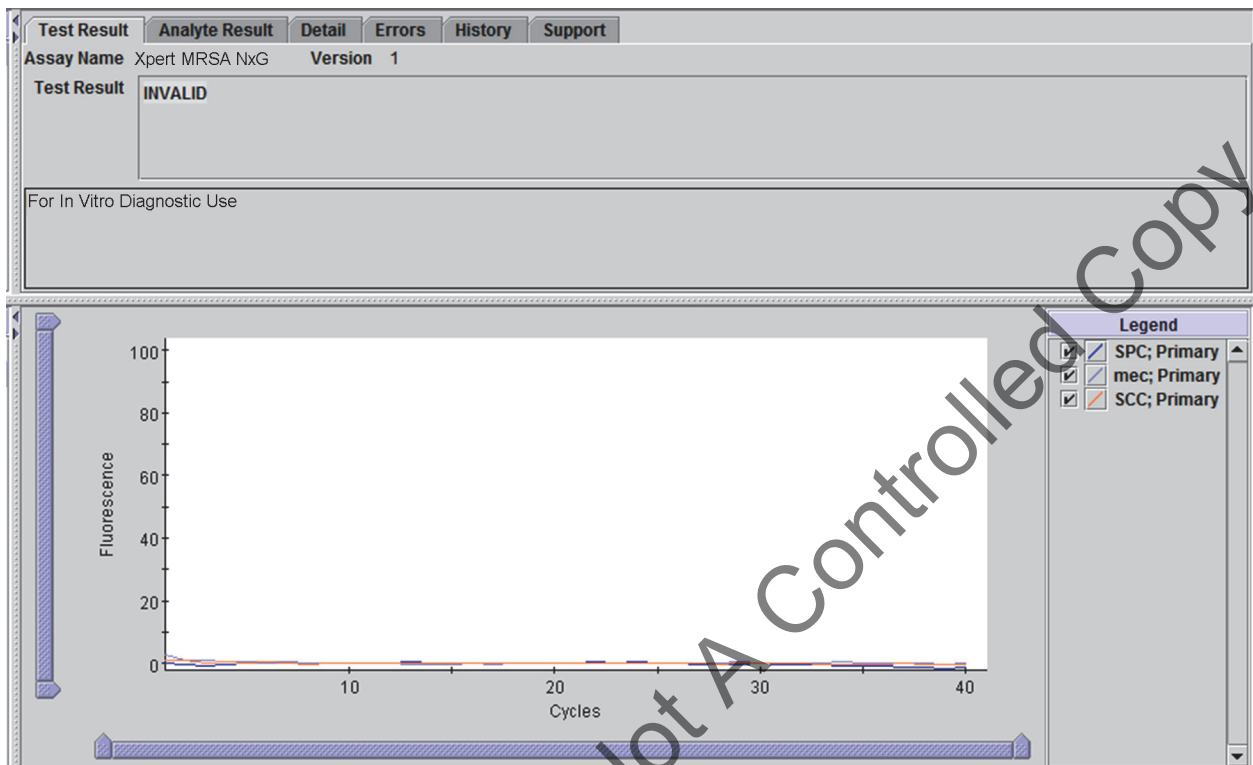 Test Result Analyte Result Detail Errors History Support
Assay Name Xpert MRSA NxG Version 1
Test Result INVALID
For In Vitro Diagnostic Use
Legend
SPC; Primary
mec; Primary
SCC; Primary
100
80
60
40
20
0
Fluorescence
10 20 30 40
Cycles
Not A Controlled Copy